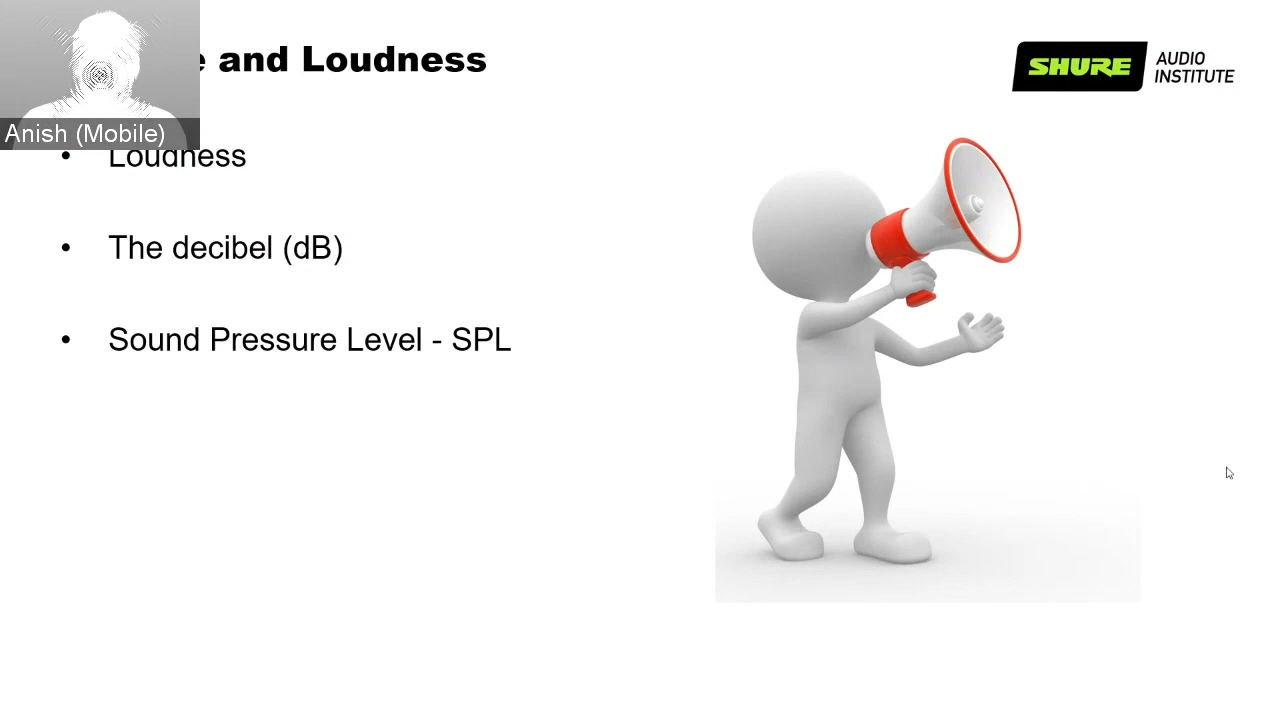 e and Loudness
SHURE AUDIO INSTITUTE
Anish (Mobile)
• Loudness
• The decibel (dB)
• Sound Pressure Level - SPL